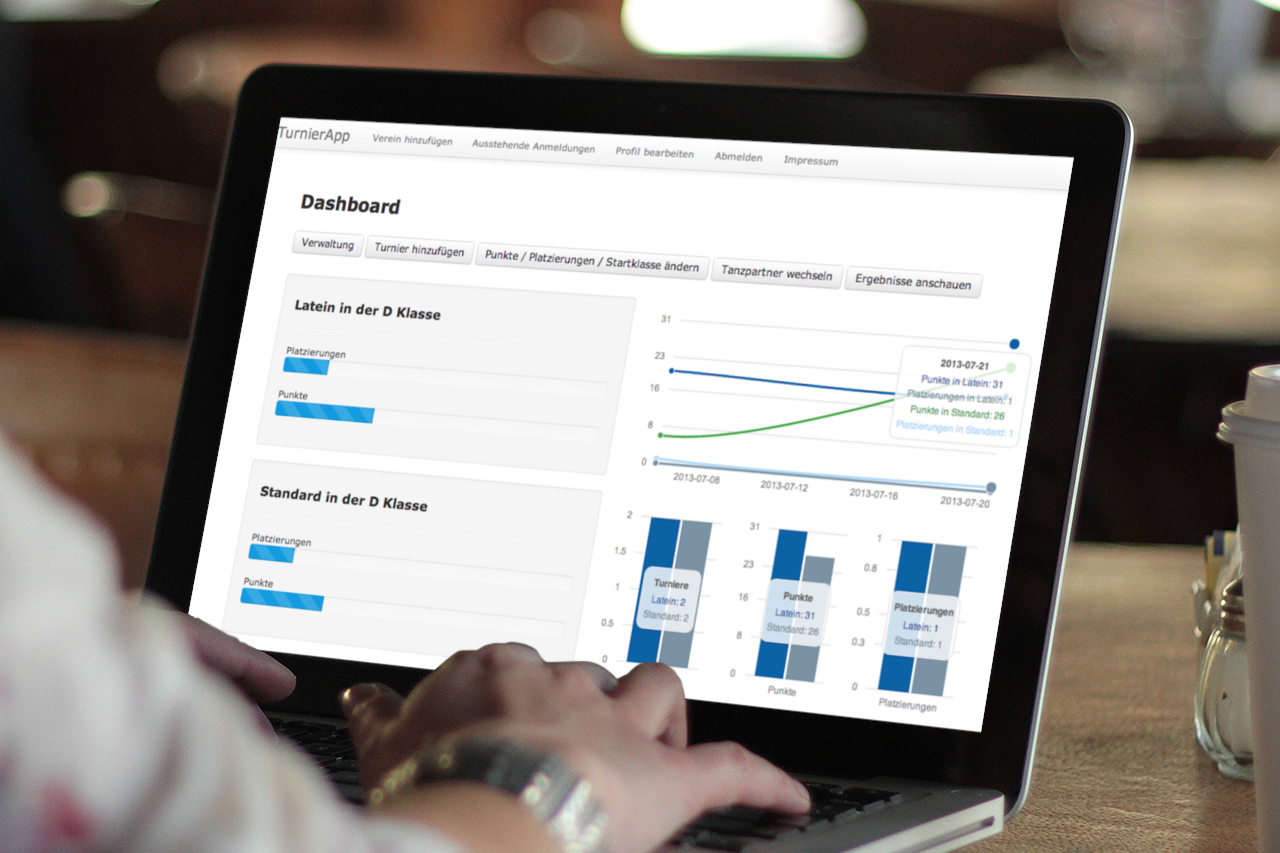 TurnierApp Verein hinzufügen Ausstehende Anmeldungen Profil bearbeiten Abmelden Impressum
Dashboard
Verwaltung Turnier hinzufügen Punkte / Platzierungen / Startklasse ändern Tanzpartner wechseln Ergebnisse anschauen
Latein in der D Klasse
Platzierungen
Punkte
Standard in der D Klasse
Platzierungen
Punkte
31
23
16
8
0
2013-07-21
Punkte in Latein: 31
Platzierungen in Latein: 1
Punkte in Standard: 26
Platzierungen in Standard: 1
2013-07-08 2013-07-12 2013-07-16 2013-07-20
2
1.5
1
0.5
0
Turniere
Latein: 2
Standard: 2
31
23
16
8
0
Punkte
Latein: 31
Standard: 26
Punkte
1
0.8
0.5
0.3
0
Platzierungen
Latein: 1
Standard: 1
Platzierungen